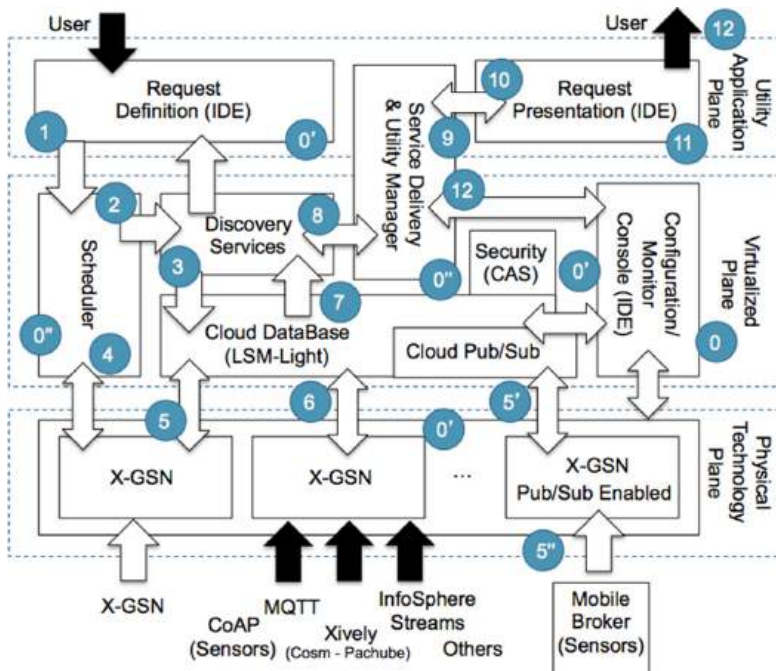 User
User
12
Request
Definition (IDE)
10
Request
Presentation (IDE)
Utility
Application
Plane
1
0'
Service Delivery
& Utility Manager
9
11
2
Discovery
Services
8
12
Scheduler
3
Security
(CAS)
0'
Configuration/
Monitor
Console (IDE)
Virtualized
Plane
0"
7
0"
Cloud DataBase
(LSM-Light)
Cloud Pub/Sub
0
4
5
6
5'
0'
X-GSN
X-GSN
...
X-GSN
Pub/Sub Enabled
Physical
Technology
Plane
5"
X-GSN
MQTT
CoAP
(Sensors)
Xively
(Cosm - Pachube)
InfoSphere
Streams
Others
Mobile
Broker
(Sensors)